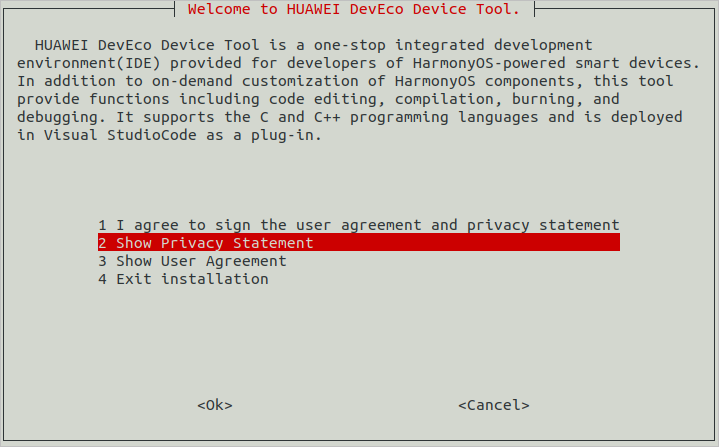 Welcome to HUAWEI DevEco Device Tool.
HUAWEI DevEco Device Tool is a one-stop integrated development
environment(IDE) provided for developers of HarmonyOS-powered smart devices.
In addition to on-demand customization of HarmonyOS components, this tool
provide functions including code editing, compilation, burning, and
debugging. It supports the C and C++ programming languages and is deployed
in Visual StudioCode as a plug-in.
1 I agree to sign the user agreement and privacy statement
2 Show Privacy Statement
3 Show User Agreement
4 Exit installation
<Ok> <Cancel>